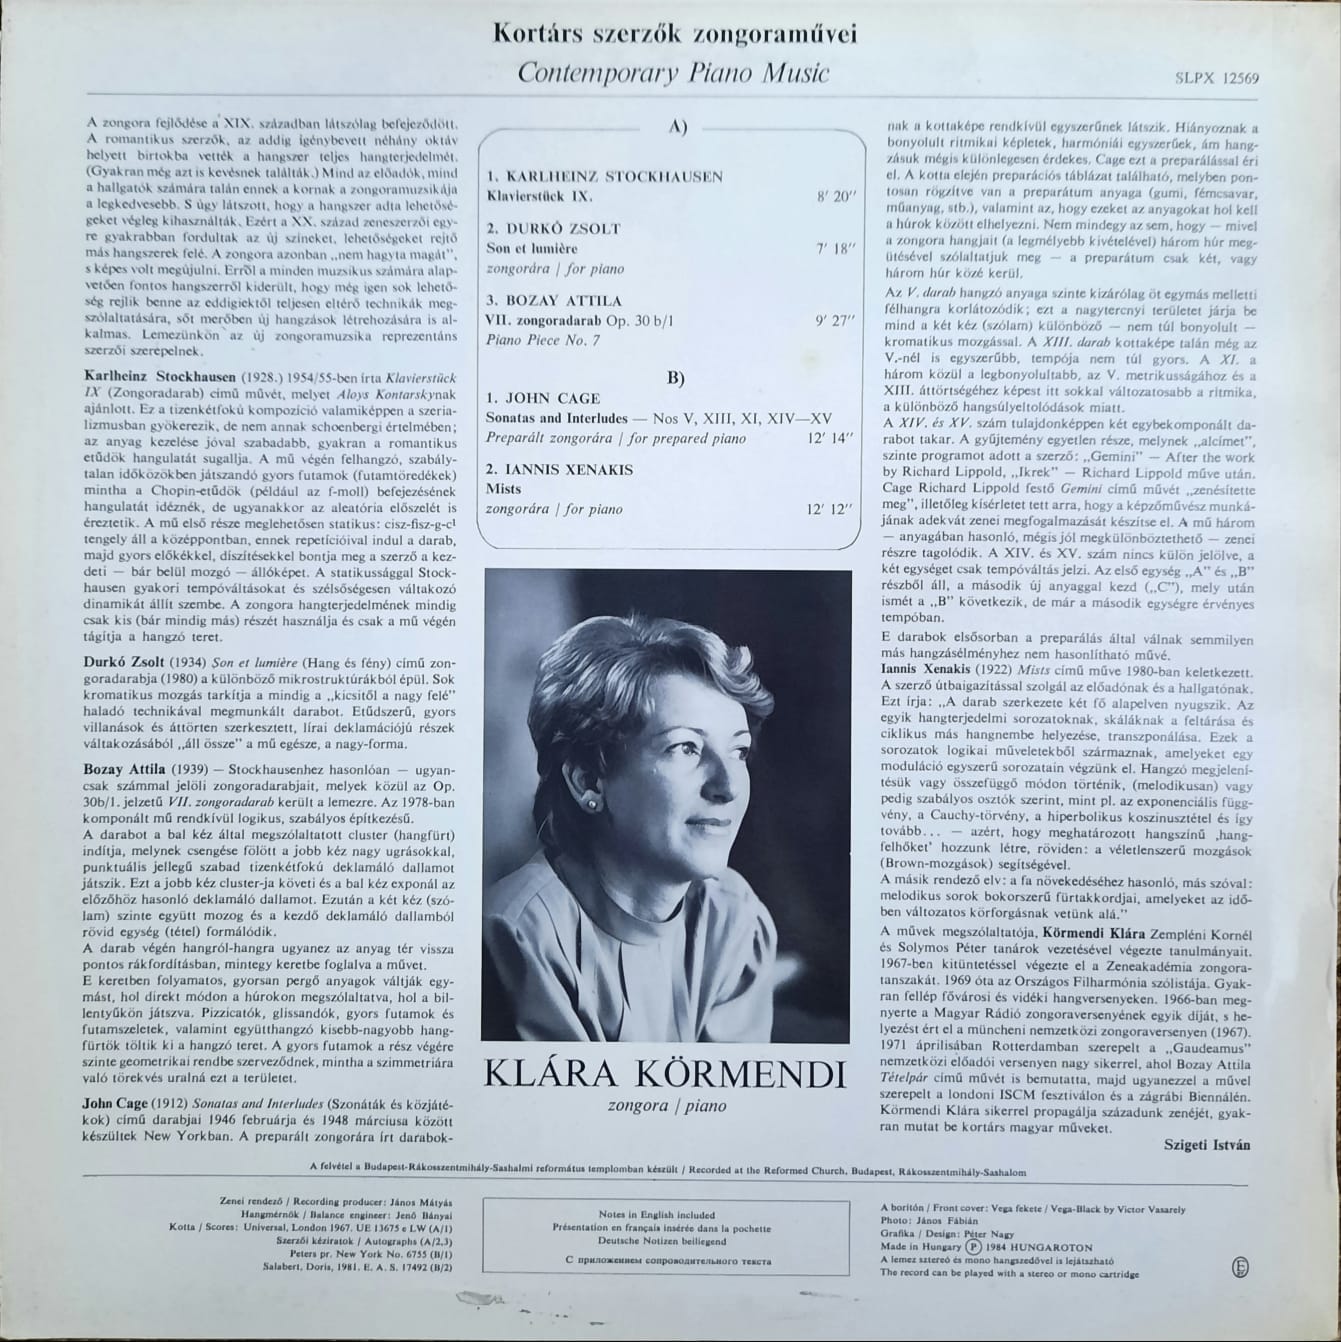 Kortárs szerzők zongoraművei
Contemporary Piano Music
SLPX 12569
A zongora fejlődése a XIX. században látszólag befejeződött.
A romantikus szerzők, az addig igénybevett néhány oktáv
helyett birtokba vették a hangszer teljes hangterjedelmét.
(Gyakran még azt is kevésnek találták.) Mind az előadók, mind
a hallgatók számára talán ennek a kornak a zongoramuzsikája
a legkedvesebb. S úgy látszott, hogy a hangszer adta lehetősé-
geket végleg kihasználták. Ezért a XX. század zeneszerzői egy-
re gyakrabban fordultak az új színeket, lehetőségeket rejtő
más hangszerek felé. A zongora azonban „nem hagyta magát”,
s képes volt megújulni. Erről a minden muzsikus számára alap-
vetően fontos hangszerről kiderült, hogy még igen sok lehető-
ség rejlik benne az eddigiektől teljesen eltérő technikák meg-
szólaltatására, sőt merőben új hangzások létrehozására is al-
kalmas. Lemezünkön az új zongoramuzsika reprezentáns
szerzői szerepelnek.
Karlheinz Stockhausen (1928.) 1954/55-ben írta Klavierstück
IX (Zongoradarab) című művét, melyet Aloys Kontarskynak
ajánlott. Ez a tizenkétfokú kompozíció valamiképpen a szeria-
lizmusban gyökerezik, de nem annak schoenbergi értelmében;
az anyag kezelése jóval szabadabb, gyakran a romantikus
etűdök hangulatát sugallja. A mű végén felhangzó, szabály-
talan időközökben játszandó gyors futamok (futamtöredékek)
mintha a Chopin-etűdök (például az f-moll) befejezésének
hangulatát idéznék, de ugyanakkor az aleatória előszelét is
éreztetik. A mű első része meglehetősen statikus: cisz-fisz-g-c¹
tengely áll a középpontban, ennek repetícióival indul a darab,
majd gyors előkékkel, díszítésekkel bontja meg a szerző a kez-
deti — bár belül mozgó — állóképet. A statikussággal Stock-
hausen gyakori tempóváltásokat és szélsőségesen váltakozó
dinamikát állít szembe. A zongora hangterjedelmének mindig
csak kis (bár mindig más) részét használja és csak a mű végén
tágítja a hangzó teret.
Durkó Zsolt (1934) Son et lumière (Hang és fény) című zon-
goradarabja (1980) a különböző mikrostruktúrákból épül. Sok
kromatikus mozgás tarkítja a mindig a „kicsitől a nagy felé”
haladó technikával megmunkált darabot. Etűdszerű, gyors
villanások és áttörten szerkesztett, lírai deklamációjú részek
váltakozásából „áll össze” a mű egésze, a nagy-forma.
Bozay Attila (1939) — Stockhausenhez hasonlóan — ugyan-
csak számmal jelöli zongoradarabjait, melyek közül az Op.
30b/1. jelzetű VII. zongoradarab került a lemezre. Az 1978-ban
komponált mű rendkívül logikus, szabályos építkezésű.
A darabot a bal kéz által megszólaltatott cluster (hangfürt)
indítja, melynek csengése fölött a jobb kéz nagy ugrásokkal,
punktuális jellegű szabad tizenkétfokú deklamáló dallamot
játszik. Ezt a jobb kéz cluster-ja követi és a bal kéz exponál az
előzőhöz hasonló deklamáló dallamot. Ezután a két kéz (szó-
lam) szinte együtt mozog és a kezdő deklamáló dallamból
rövid egység (tétel) formálódik.
A darab végén hangról-hangra ugyanez az anyag tér vissza
pontos rákfordításban, mintegy keretbe foglalva a művet.
E keretben folyamatos, gyorsan pergő anyagok váltják egy-
mást, hol direkt módon a húrokon megszólaltatva, hol a bil-
lentyűkön játszva. Pizzicatók, glissandók, gyors futamok és
futamszeletek, valamint együtthangzó kisebb-nagyobb hang-
fürtök töltik ki a hangzó teret. A gyors futamok a rész végére
szinte geometrikai rendbe szerveződnek, mintha a szimmetriára
való törekvés uralná ezt a területet.
John Cage (1912) Sonatas and Interludes (Szonáták és közjáté-
kok) című darabjai 1946 februárja és 1948 márciusa között
készültek New Yorkban. A preparált zongorára írt darabok-
A)
1. KARLHEINZ STOCKHAUSEN
Klavierstück IX. 8′ 20″
2. DURKÓ ZSOLT
Son et lumière 7′ 18″
zongorára / for piano
3. BOZAY ATTILA
VII. zongoradarab Op. 30 b/1 9′ 27″
Piano Piece No. 7
B)
1. JOHN CAGE
Sonatas and Interludes — Nos V, XIII, XI, XIV—XV
Preparált zongorára / for prepared piano 12′ 14″
2. IANNIS XENAKIS
Mists
zongorára / for piano 12′ 12″
KLÁRA KÖRMENDI
zongora / piano
nak a kottaképe rendkívül egyszerűnek látszik. Hiányoznak a
bonyolult ritmikai képletek, harmóniái egyszerűek, ám hang-
zásuk mégis különlegesen érdekes. Cage ezt a preparálással éri
el. A kotta elején preparációs táblázat található, melyben pon-
tosan rögzítve van a preparátum anyaga (gumi, fémcsavar,
műanyag, stb.), valamint az, hogy ezeket az anyagokat hol kell
a húrok között elhelyezni. Nem mindegy az sem, hogy — mivel
a zongora hangjait (a legmélyebb kivételével) három húr meg-
ütésével szólaltatjuk meg — a preparátum csak két, vagy
három húr közé kerül.
Az V. darab hangzó anyaga szinte kizárólag öt egymás melletti
félhangra korlátozódik; ezt a nagytercnyi területet járja be
mind a két kéz (szólam) különböző — nem túl bonyolult —
kromatikus mozgással. A XIII. darab kottaképe talán még az
V.-nél is egyszerűbb, tempója nem túl gyors. A XI. a
három közül a legbonyolultabb, az V. metrikusságához és a
XIII. áttörtségéhez képest itt sokkal változatosabb a ritmika,
a különböző hangsúlyeltolódások miatt.
A XIV. és XV. szám tulajdonképpen két egybekomponált da-
rabot takar. A gyűjtemény egyetlen része, melynek „alcímet”,
szinte programot adott a szerző: „Gemini” — After the work
by Richard Lippold, „Ikrek” — Richard Lippold műve után.
Cage Richard Lippold festő Gemini című művét „zenésítette
meg”, illetőleg kísérletet tett arra, hogy a képzőművész munká-
jának adekvát zenei megfogalmazását készítse el. A mű három
— anyagában hasonló, mégis jól megkülönböztethető — zenei
részre tagolódik. A XIV. és XV. szám nincs külön jelölve, a
két egységet csak tempóváltás jelzi. Az első egység „A” és „B”
részből áll, a második új anyaggal kezd („C”), mely után
ismét a „B” következik, de már a második egységre érvényes
tempóban.
E darabok elsősorban a preparálás által válnak semmilyen
más hangzásélményhez nem hasonlítható művé.
Iannis Xenakis (1922) Mists című műve 1980-ban keletkezett.
A szerző útbaigazítással szolgál az előadónak és a hallgatónak.
Ezt írja: „A darab szerkezete két fő alapelven nyugszik. Az
egyik hangterjedelmi sorozatoknak, skáláknak a feltárása és
ciklikus más hangnembe helyezése, transzponálása. Ezek a
sorozatok logikai műveletekből származnak, amelyeket egy
moduláció egyszerű sorozatain végzünk el. Hangzó megjelení-
tésük vagy összefüggő módon történik, (melodikusan) vagy
pedig szabályos osztók szerint, mint pl. az exponenciális függ-
vény, a Cauchy-törvény, a hiperbolikus koszinusztétel és így
tovább... — azért, hogy meghatározott hangszínű ‚hang-
felhőket’ hozzunk létre, röviden: a véletlenszerű mozgások
(Brown-mozgások) segítségével.
A másik rendező elv: a fa növekedéséhez hasonló, más szóval:
melodikus sorok bokorszerű fürtakkordjai, amelyeket az idő-
ben változatos körforgásnak vetünk alá.”
A művek megszólaltatója, Körmendi Klára Zempléni Kornél
és Solymos Péter tanárok vezetésével végezte tanulmányait.
1967-ben kitüntetéssel végezte el a Zeneakadémia zongora-
tanszakát. 1969 óta az Országos Filharmónia szólistája. Gyak-
ran fellép fővárosi és vidéki hangversenyeken. 1966-ban meg-
nyerte a Magyar Rádió zongoraversenyének egyik díját, s he-
lyezést ért el a müncheni nemzetközi zongoraversenyen (1967).
1971 áprilisában Rotterdamban szerepelt a „Gaudeamus”
nemzetközi előadói versenyen nagy sikerrel, ahol Bozay Attila
Tételpár című művét is bemutatta, majd ugyanezzel a művel
szerepelt a londoni ISCM fesztiválon és a zágrábi Biennálén.
Körmendi Klára sikerrel propagálja századunk zenéjét, gyak-
ran mutat be kortárs magyar műveket.
Szigeti István
A felvétel a Budapest-Rákosszentmihály-Sashalmi református templomban készült / Recorded at the Reformed Church, Budapest, Rákosszentmihály-Sashalom
Zenei rendező / Recording producer: János Mátyás
Hangmérnök / Balance engineer: Jenő Bányai
Kotta / Scores: Universal, London 1967. UE 13675 e LW (A/1)
Szerzői kéziratok / Autographs (A/2,3)
Peters pr. New York No. 6755 (B/1)
Salabert, Doris, 1981. E. A. S. 17492 (B/2)
Notes in English included
Présentation en français insérée dans la pochette
Deutsche Notizen beiliegend
С приложением сопроводительного текста
A borítón / Front cover: Vega fekete / Vega-Black by Victor Vasarely
Photo: János Fábián
Grafika / Design: Péter Nagy
Made in Hungary Ⓟ 1984 HUNGAROTON
A lemez sztereó és mono hangszedővel is lejátszható
The record can be played with a stereo or mono cartridge